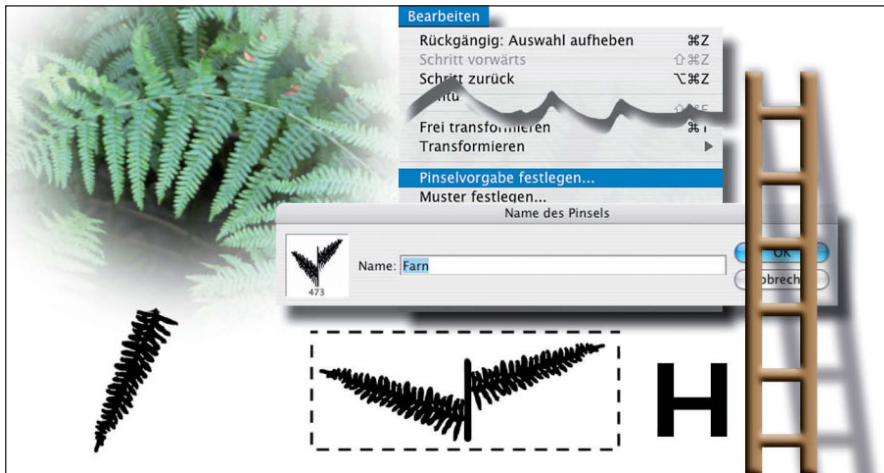 Bearbeiten
Rückgängig: Auswahl aufheben ⌘Z
Schritt vorwärts ⇧⌘Z
Schritt zurück ⌥⌘Z
Frei transformieren ⌘T
Transformieren ▶
Pinselvorgabe festlegen...
Muster festlegen...
Name des Pinsels
473
Name: Farn
OK
H